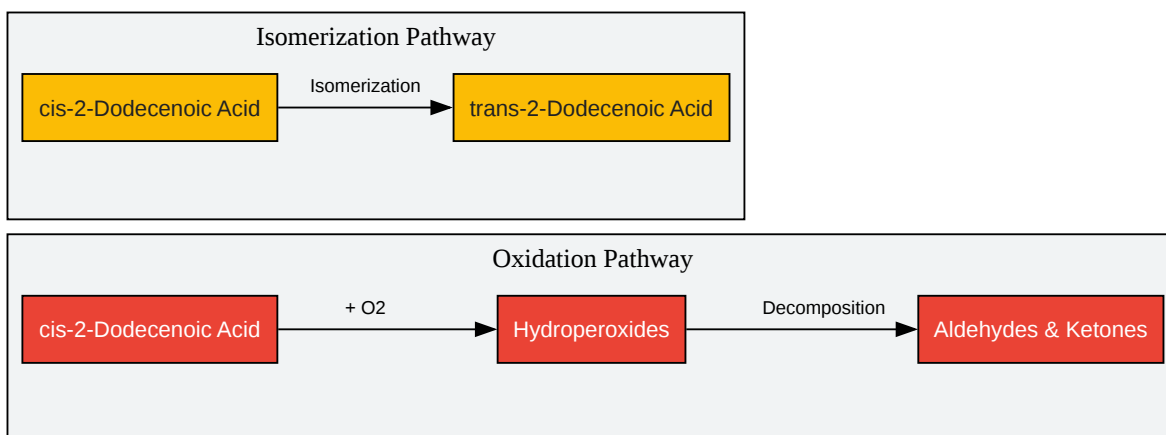 Isomerization Pathway
cis-2-Dodecenoic Acid
Isomerization
trans-2-Dodecenoic Acid
Oxidation Pathway
cis-2-Dodecenoic Acid
+ O2
Hydroperoxides
Decomposition
Aldehydes & Ketones